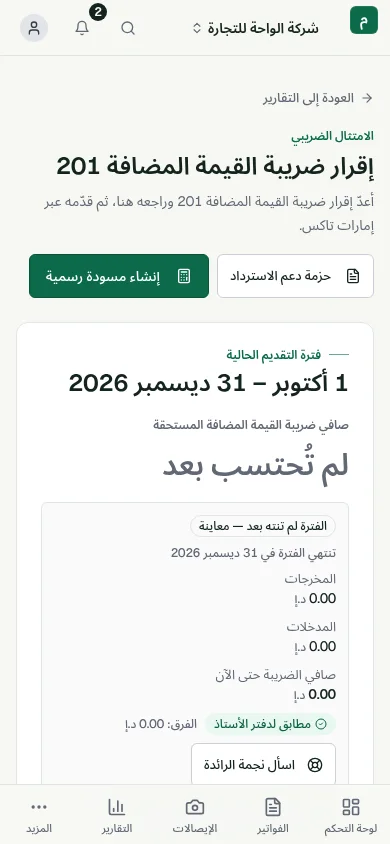 م
شركة الواحة للتجارة
2
العودة إلى التقارير
الامتثال الضريبي
إقرار ضريبة القيمة المضافة 201
أعدّ إقرار ضريبة القيمة المضافة 201 وراجعه هنا، ثم قدّمه عبر
إمارات تاكس.
حزمة دعم الاسترداد
إنشاء مسودة رسمية
فترة التقديم الحالية
1 أكتوبر – 31 ديسمبر 2026
صافي ضريبة القيمة المضافة المستحقة
لم تُحتسب بعد
الفترة لم تنته بعد — معاينة
تنتهي الفترة في 31 ديسمبر 2026
المخرجات
0.00 د.إ
المدخلات
0.00 د.إ
صافي الضريبة حتى الآن
0.00 د.إ
مطابق لدفتر الأستاذ
الفرق: 0.00 د.إ
اسأل نجمة الرائدة
لوحة التحكم
الفواتير
الإيصالات
التقارير
المزيد